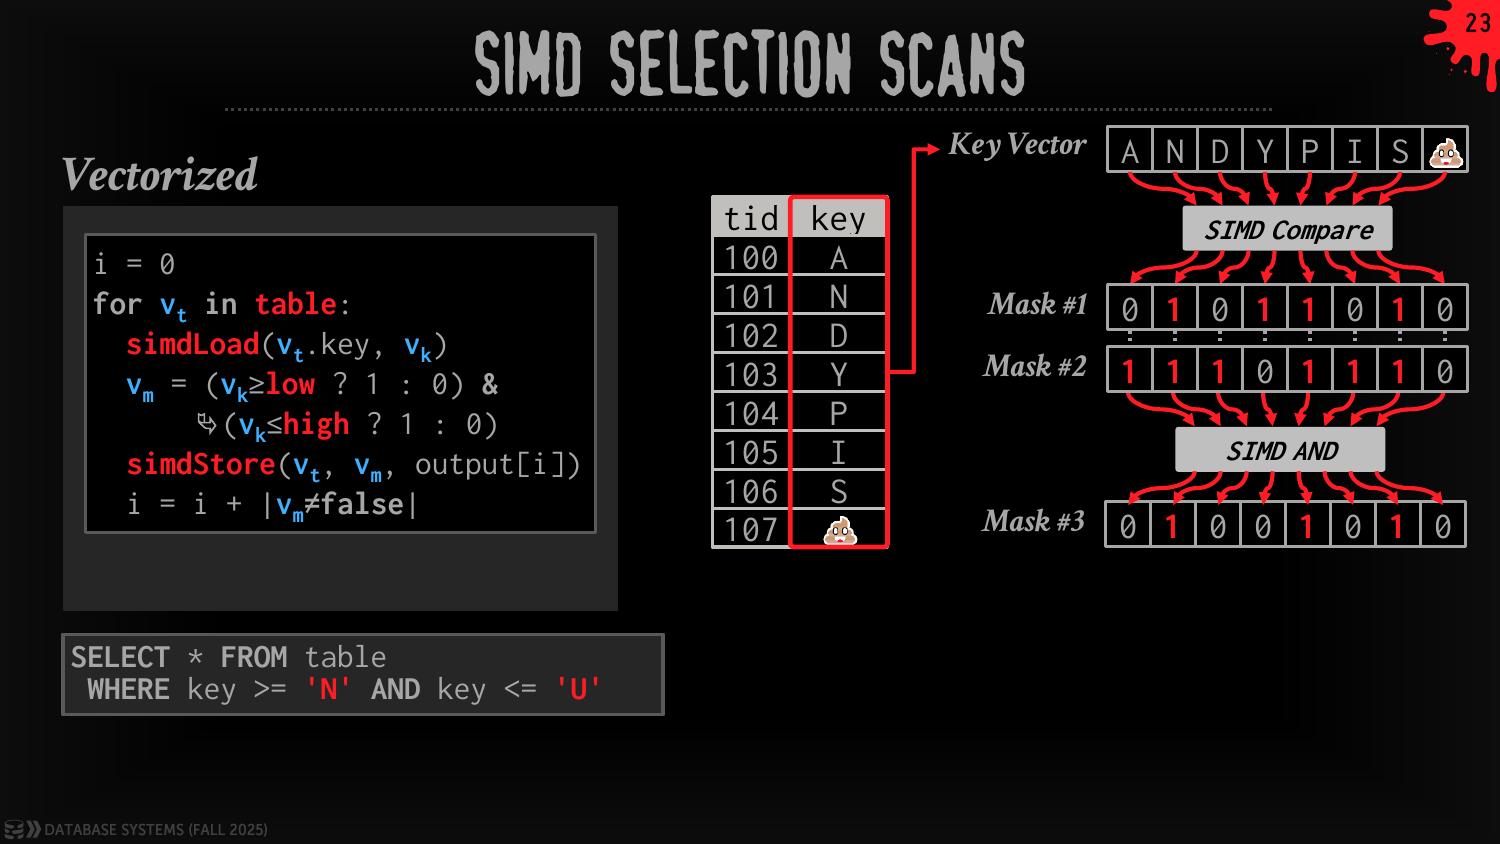 23
SIMD SELECTION SCANS
Vectorized
i = 0
for vt in table:
simdLoad(vt.key, vk)
vm = (vk≥low ? 1 : 0) &
(vk≤high ? 1 : 0)
simdStore(vt, vm, output[i])
i = i + |vm≠false|
SELECT * FROM table
WHERE key >= 'N' AND key <= 'U'
tid key
100 A
101 N
102 D
103 Y
104 P
105 I
106 S
107 💩
Key Vector A N D Y P I S 💩
SIMD Compare
Mask #1 0 1 0 1 1 0 1 0
Mask #2 1 1 1 0 1 1 1 0
SIMD AND
Mask #3 0 1 0 0 1 0 1 0
DATABASE SYSTEMS (FALL 2025)